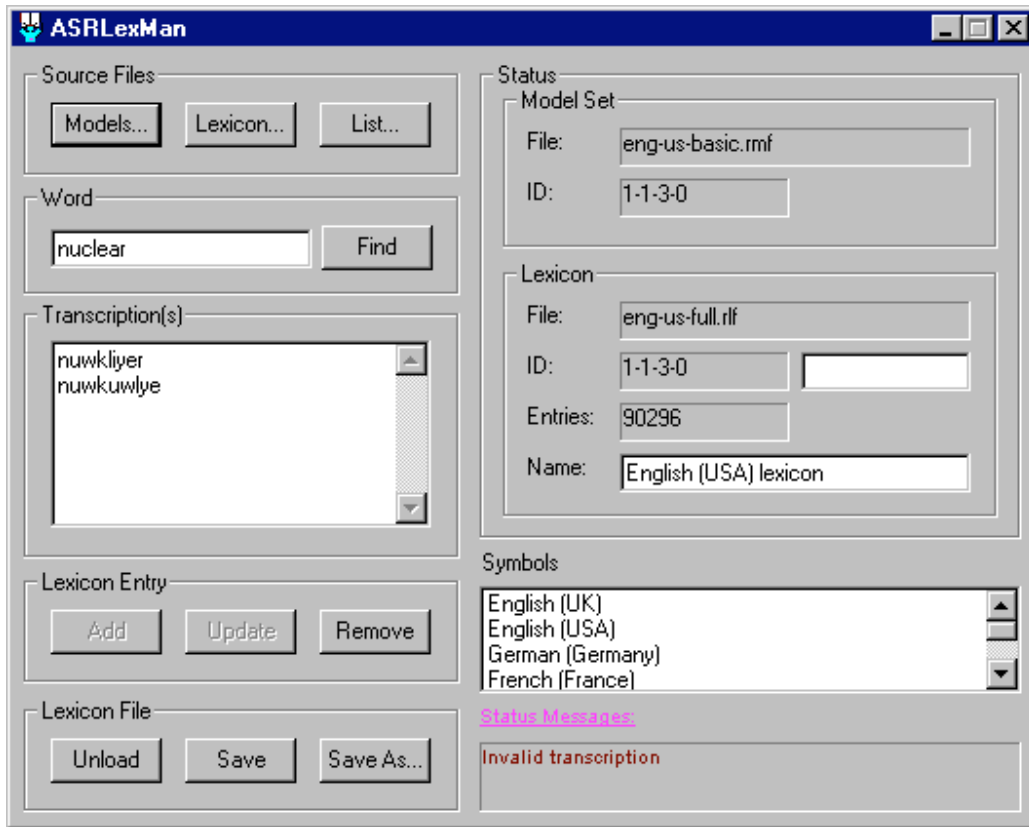 ASRLexMan
Source Files
Models... Lexicon... List...
Word
nuclear Find
Transcription(s)
nuwkliyer
nuwkuwlye
Lexicon Entry
Add Update Remove
Lexicon File
Unload Save Save As...
Status
Model Set
File: eng-us-basic.rmf
ID: 1-1-3-0
Lexicon
File: eng-us-full.rlf
ID: 1-1-3-0
Entries: 90296
Name: English (USA) lexicon
Symbols
English (UK)
English (USA)
German (Germany)
French (France)
Status Messages:
Invalid transcription